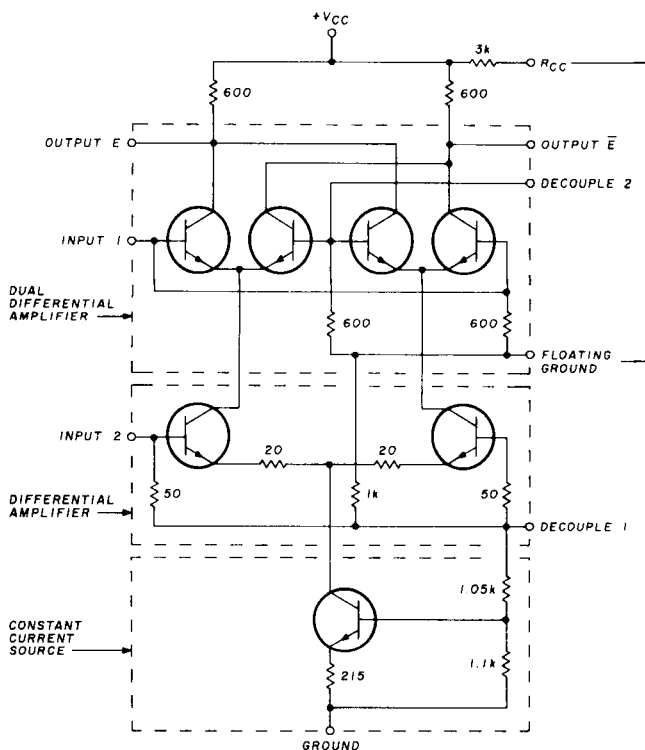 +VCC
3k
RCC
600
600
OUTPUT E
OUTPUT E̅
DECOUPLE 2
INPUT 1
DUAL
DIFFERENTIAL
AMPLIFIER
600
600
FLOATING
GROUND
INPUT 2
20
20
50
1k
50
DIFFERENTIAL
AMPLIFIER
DECOUPLE 1
1.05k
CONSTANT
CURRENT
SOURCE
1.1k
215
GROUND